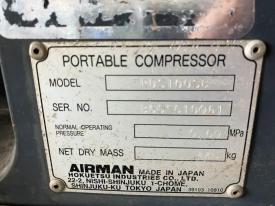 PORTABLE COMPRESSOR
MODEL
SER. NO.
NORMAL OPERATING
PRESSURE
MPa
NET DRY MASS
kg
AIRMAN MADE IN JAPAN
HOKUETSU INDUSTRIES CO., LTD.
22-2, NISHI-SHINJUKU 1-CHOME,
SHINJUKU-KU TOKYO JAPAN